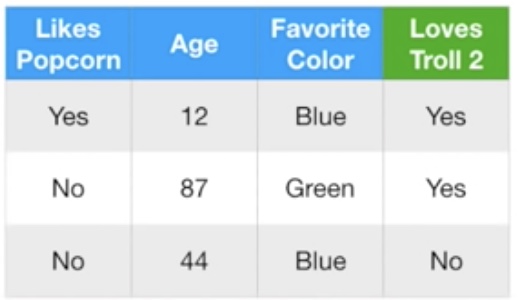 Likes Popcorn Age Favorite Color Loves Troll 2
Yes 12 Blue Yes
No 87 Green Yes
No 44 Blue No